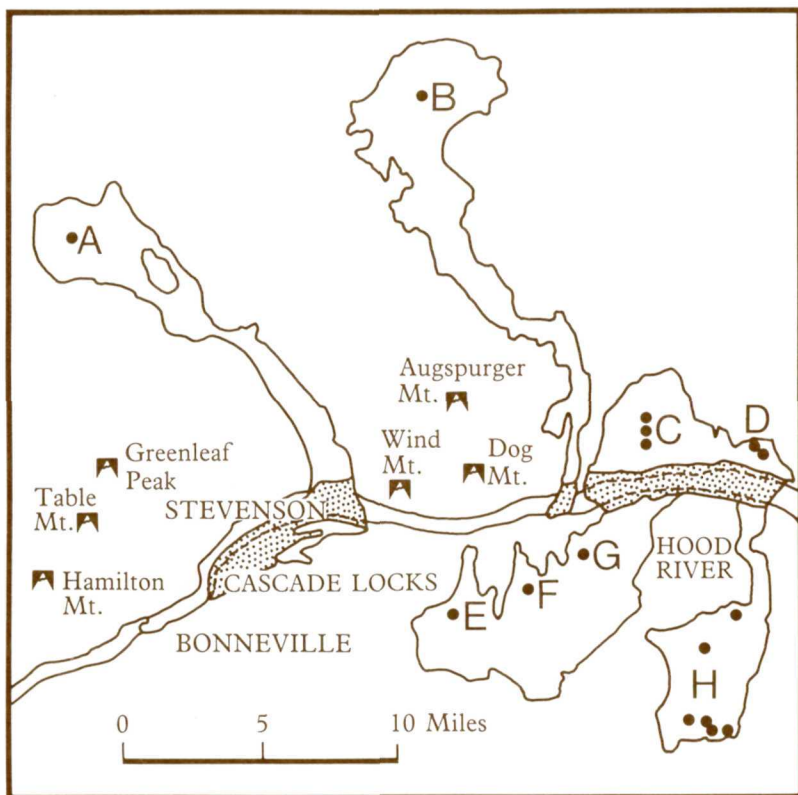 B
A
Augspurger
Mt.
Wind
Mt.
Dog
Mt.
C
D
Greenleaf
Peak
Table
Mt.
STEVENSON
Hamilton
Mt.
CASCADE LOCKS
BONNEVILLE
E
F
G
HOOD
RIVER
H
0 5 10 Miles